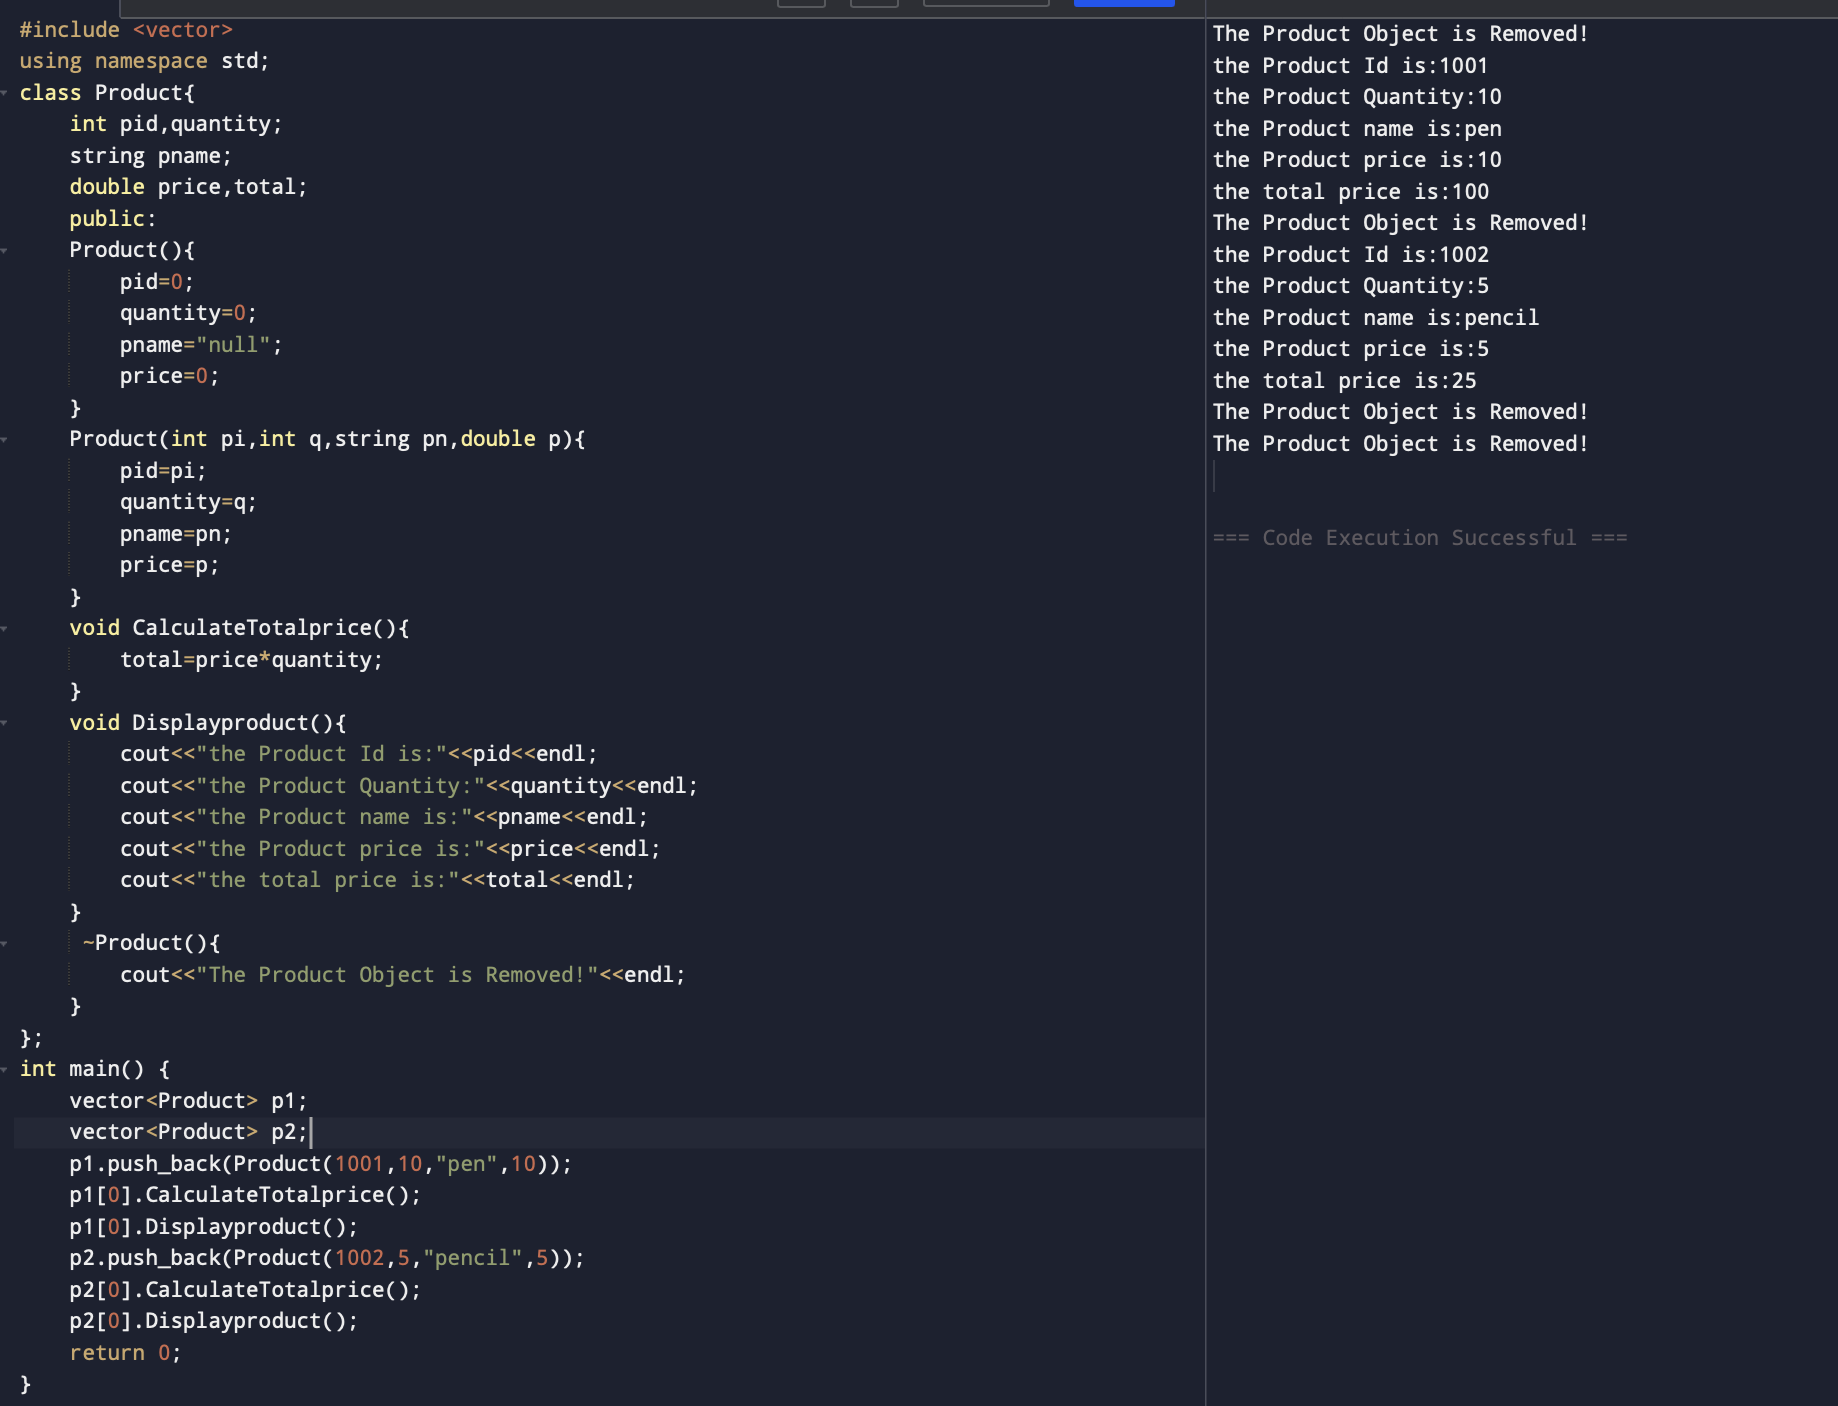 #include <vector>
using namespace std;
class Product{
    int pid,quantity;
    string pname;
    double price,total;
    public:
    Product(){
        pid=0;
        quantity=0;
        pname="null";
        price=0;
    }
    Product(int pi,int q,string pn,double p){
        pid=pi;
        quantity=q;
        pname=pn;
        price=p;
    }
    void CalculateTotalprice(){
        total=price*quantity;
    }
    void Displayproduct(){
        cout<<"the Product Id is:"<<pid<<endl;
        cout<<"the Product Quantity:"<<quantity<<endl;
        cout<<"the Product name is:"<<pname<<endl;
        cout<<"the Product price is:"<<price<<endl;
        cout<<"the total price is:"<<total<<endl;
    }
     ~Product(){
        cout<<"The Product Object is Removed!"<<endl;
    }
};
int main() {
    vector<Product> p1;
    vector<Product> p2;
    p1.push_back(Product(1001,10,"pen",10));
    p1[0].CalculateTotalprice();
    p1[0].Displayproduct();
    p2.push_back(Product(1002,5,"pencil",5));
    p2[0].CalculateTotalprice();
    p2[0].Displayproduct();
    return 0;
}
The Product Object is Removed!
the Product Id is:1001
the Product Quantity:10
the Product name is:pen
the Product price is:10
the total price is:100
The Product Object is Removed!
the Product Id is:1002
the Product Quantity:5
the Product name is:pencil
the Product price is:5
the total price is:25
The Product Object is Removed!
The Product Object is Removed!
=== Code Execution Successful ===